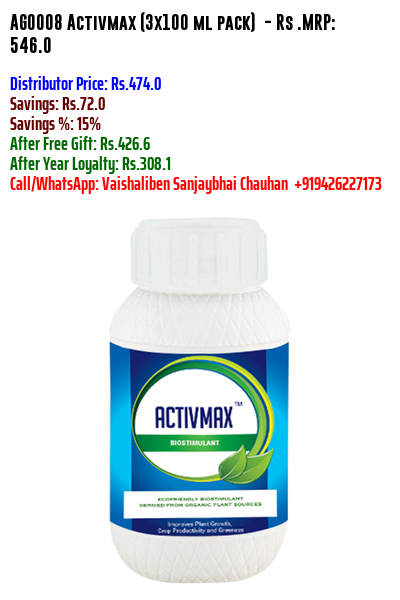 AG0008 Activmax (3x100 ml pack) - Rs .MRP:
546.0
Distributor Price: Rs.474.0
Savings: Rs.72.0
Savings %: 15%
After Free Gift: Rs.426.6
After Year Loyalty: Rs.308.1
Call/WhatsApp: Vaishaliben Sanjaybhai Chauhan +919426227173
ACTIVMAX™
BIOSTIMULANT
ECOFRIENDLY BIOSTIMULANT
DERIVED FROM ORGANIC PLANT SOURCES
Improves Plant Growth,
Crop Productivity and Greeness